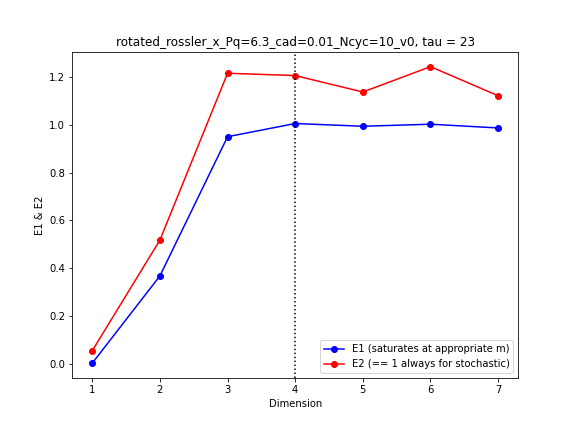 rotated_rossler_x_Pq=6.3_cad=0.01_Ncyc=10_v0, tau = 23
1.2
1.0
0.8
0.6
0.4
0.2
0.0
E1 & E2
E1 (saturates at appropriate m)
E2 (== 1 always for stochastic)
1 2 3 4 5 6 7
Dimension